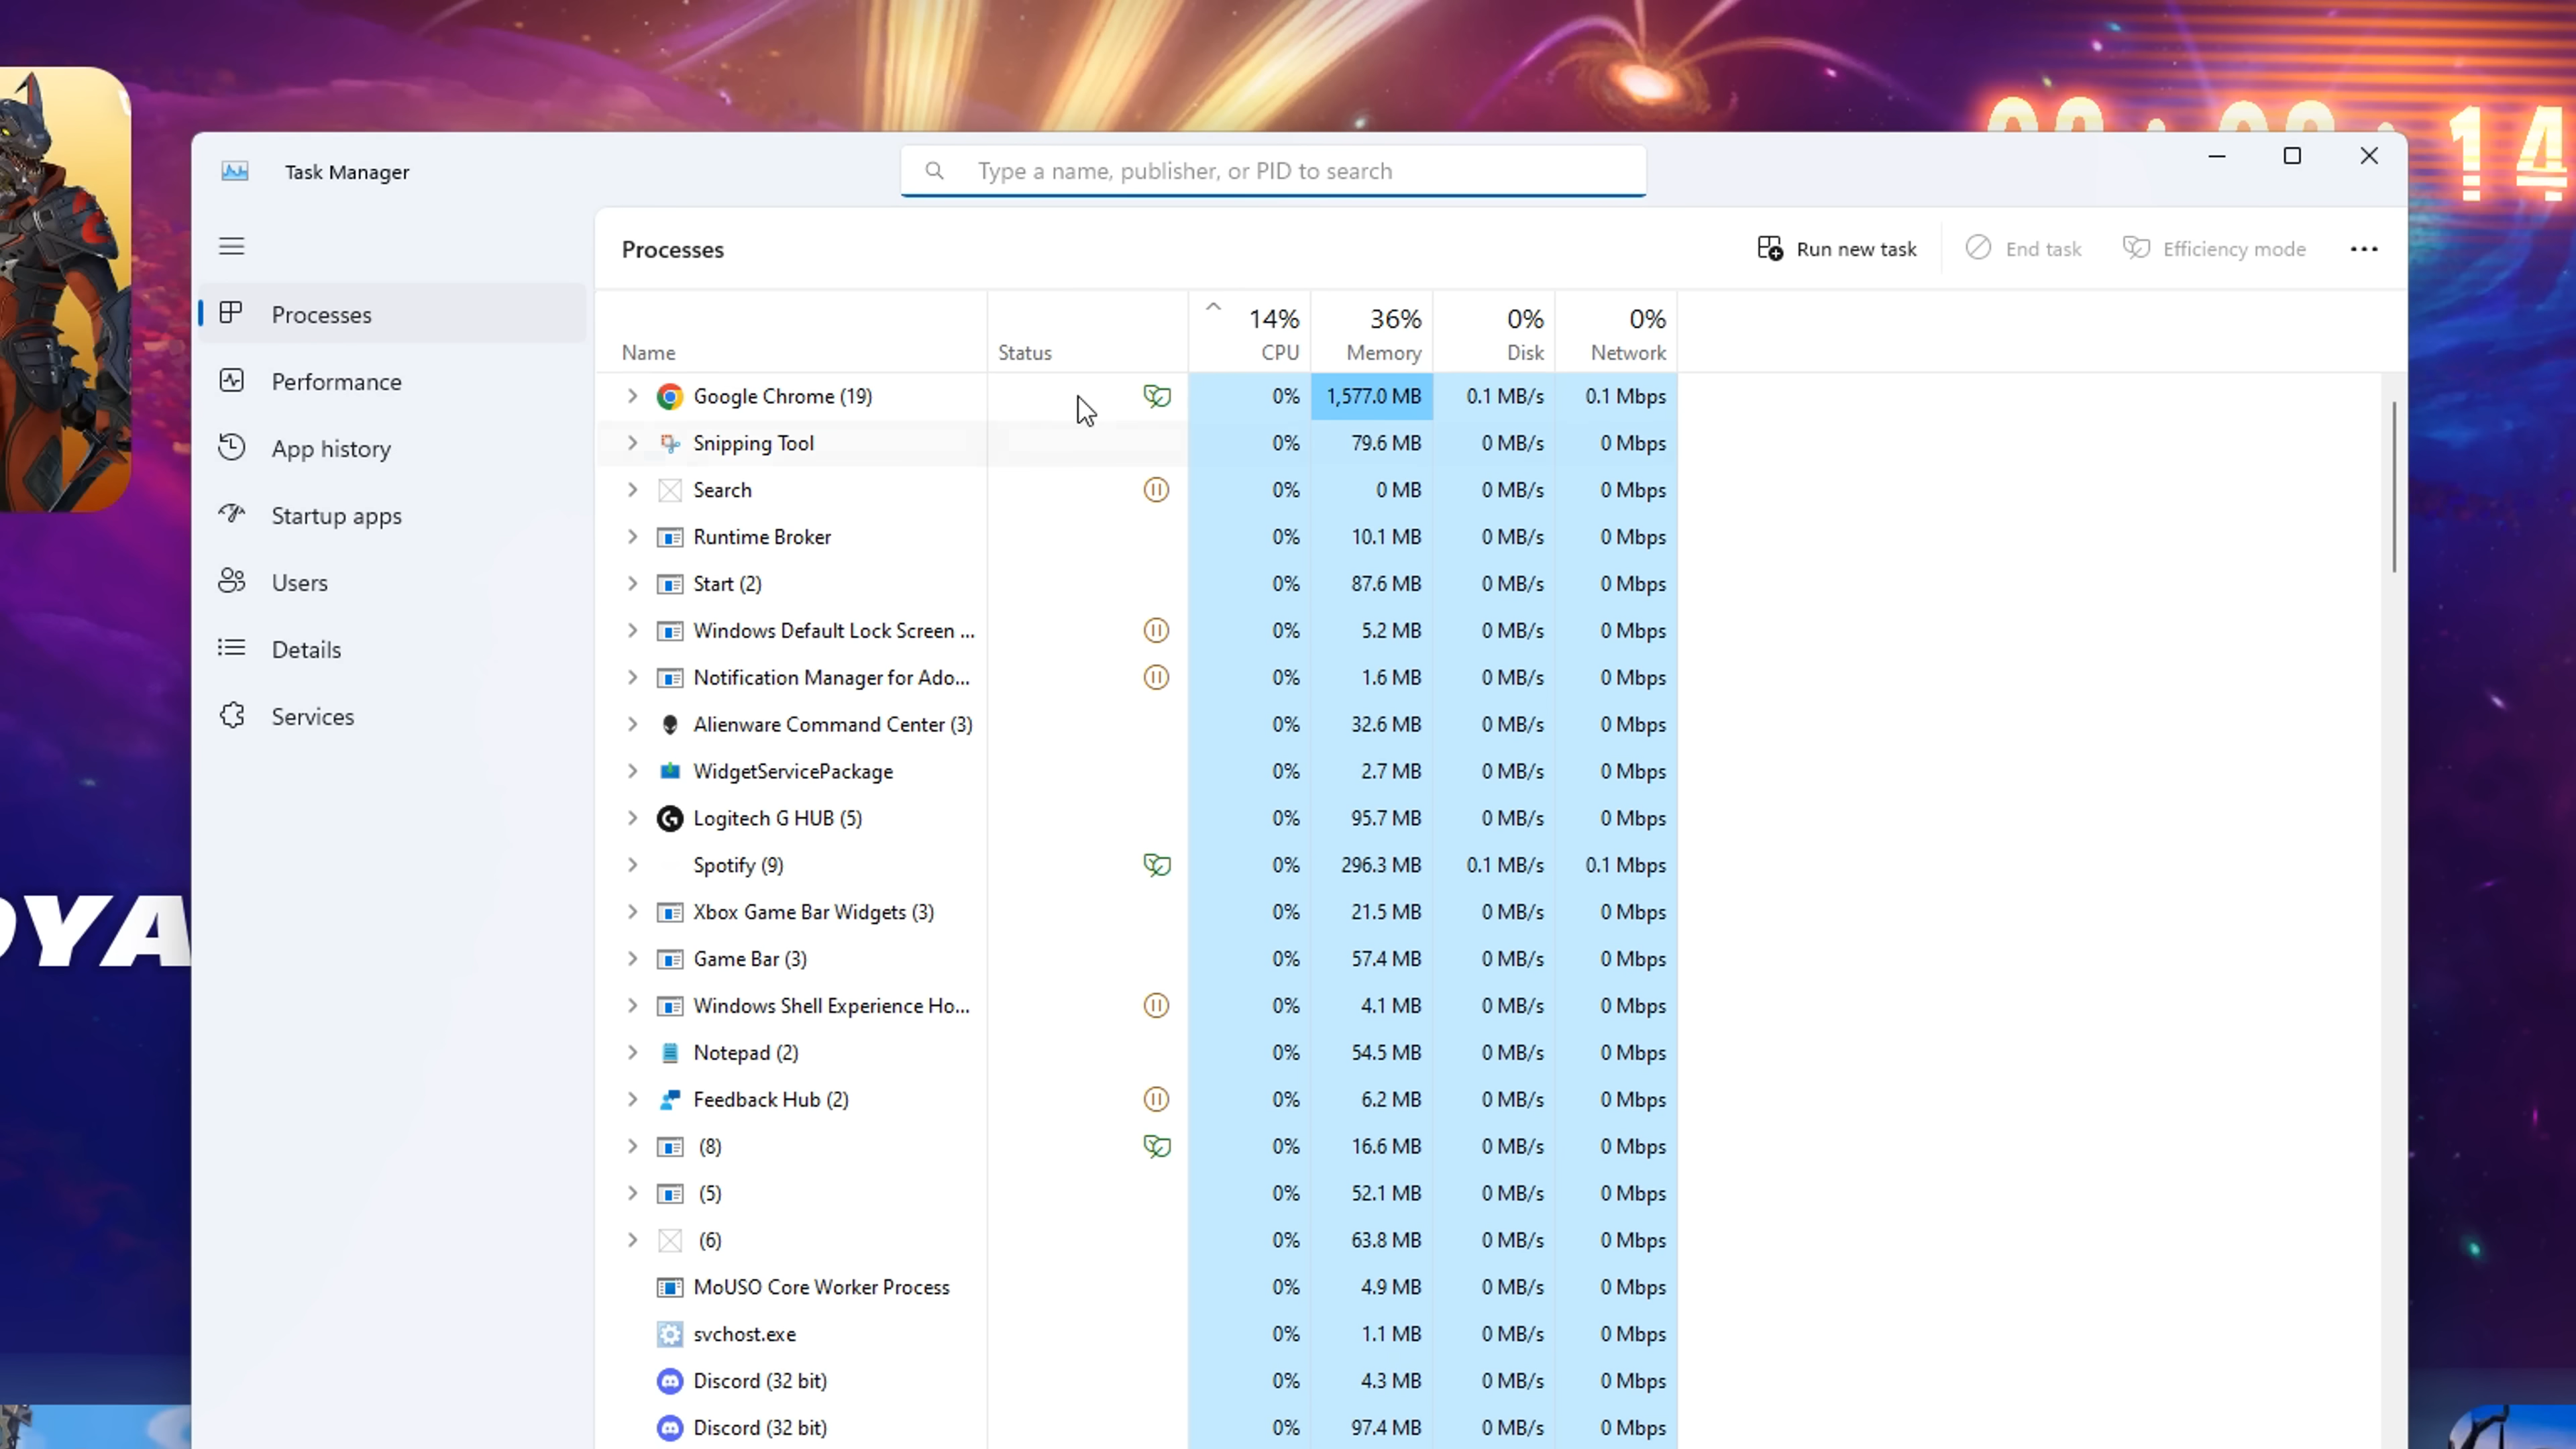 14
Task Manager
Type a name, publisher, or PID to search
Processes
Run new task
End task
Efficiency mode
Processes
Performance
App history
Startup apps
Users
Details
Services
14% 36% 0% 0%
Name Status CPU Memory Disk Network
Google Chrome (19) 0% 1,577.0 MB 0.1 MB/s 0.1 Mbps
Snipping Tool 0% 79.6 MB 0 MB/s 0 Mbps
Search 0% 0 MB 0 MB/s 0 Mbps
Runtime Broker 0% 10.1 MB 0 MB/s 0 Mbps
Start (2) 0% 87.6 MB 0 MB/s 0 Mbps
Windows Default Lock Screen ... 0% 5.2 MB 0 MB/s 0 Mbps
Notification Manager for Ado... 0% 1.6 MB 0 MB/s 0 Mbps
Alienware Command Center (3) 0% 32.6 MB 0 MB/s 0 Mbps
WidgetServicePackage 0% 2.7 MB 0 MB/s 0 Mbps
Logitech G HUB (5) 0% 95.7 MB 0 MB/s 0 Mbps
Spotify (9) 0% 296.3 MB 0.1 MB/s 0.1 Mbps
Xbox Game Bar Widgets (3) 0% 21.5 MB 0 MB/s 0 Mbps
Game Bar (3) 0% 57.4 MB 0 MB/s 0 Mbps
Windows Shell Experience Ho... 0% 4.1 MB 0 MB/s 0 Mbps
Notepad (2) 0% 54.5 MB 0 MB/s 0 Mbps
Feedback Hub (2) 0% 6.2 MB 0 MB/s 0 Mbps
(8) 0% 16.6 MB 0 MB/s 0 Mbps
(5) 0% 52.1 MB 0 MB/s 0 Mbps
(6) 0% 63.8 MB 0 MB/s 0 Mbps
MoUSO Core Worker Process 0% 4.9 MB 0 MB/s 0 Mbps
svchost.exe 0% 1.1 MB 0 MB/s 0 Mbps
Discord (32 bit) 0% 4.3 MB 0 MB/s 0 Mbps
Discord (32 bit) 0% 97.4 MB 0 MB/s 0 Mbps
OYA